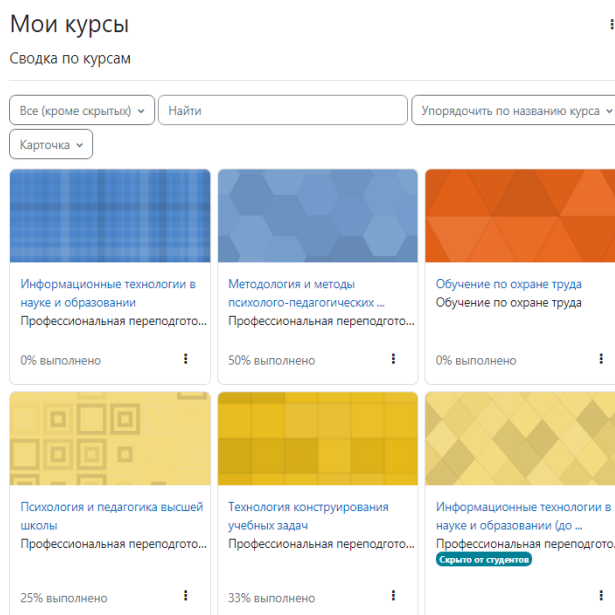 Мои курсы
Сводка по курсам
Все (кроме скрытых)
Найти
Упорядочить по названию курса
Карточка
Информационные технологии в
науке и образовании
Профессиональная переподгото...
0% выполнено
Методология и методы
психолого-педагогических ...
Профессиональная переподгото...
50% выполнено
Обучение по охране труда
Обучение по охране труда
0% выполнено
Психология и педагогика высшей
школы
Профессиональная переподгото...
25% выполнено
Технология конструирования
учебных задач
Профессиональная переподгото...
33% выполнено
Информационные технологии в
науке и образовании (до ...
Профессиональная переподгото.
Скрыто от студентов